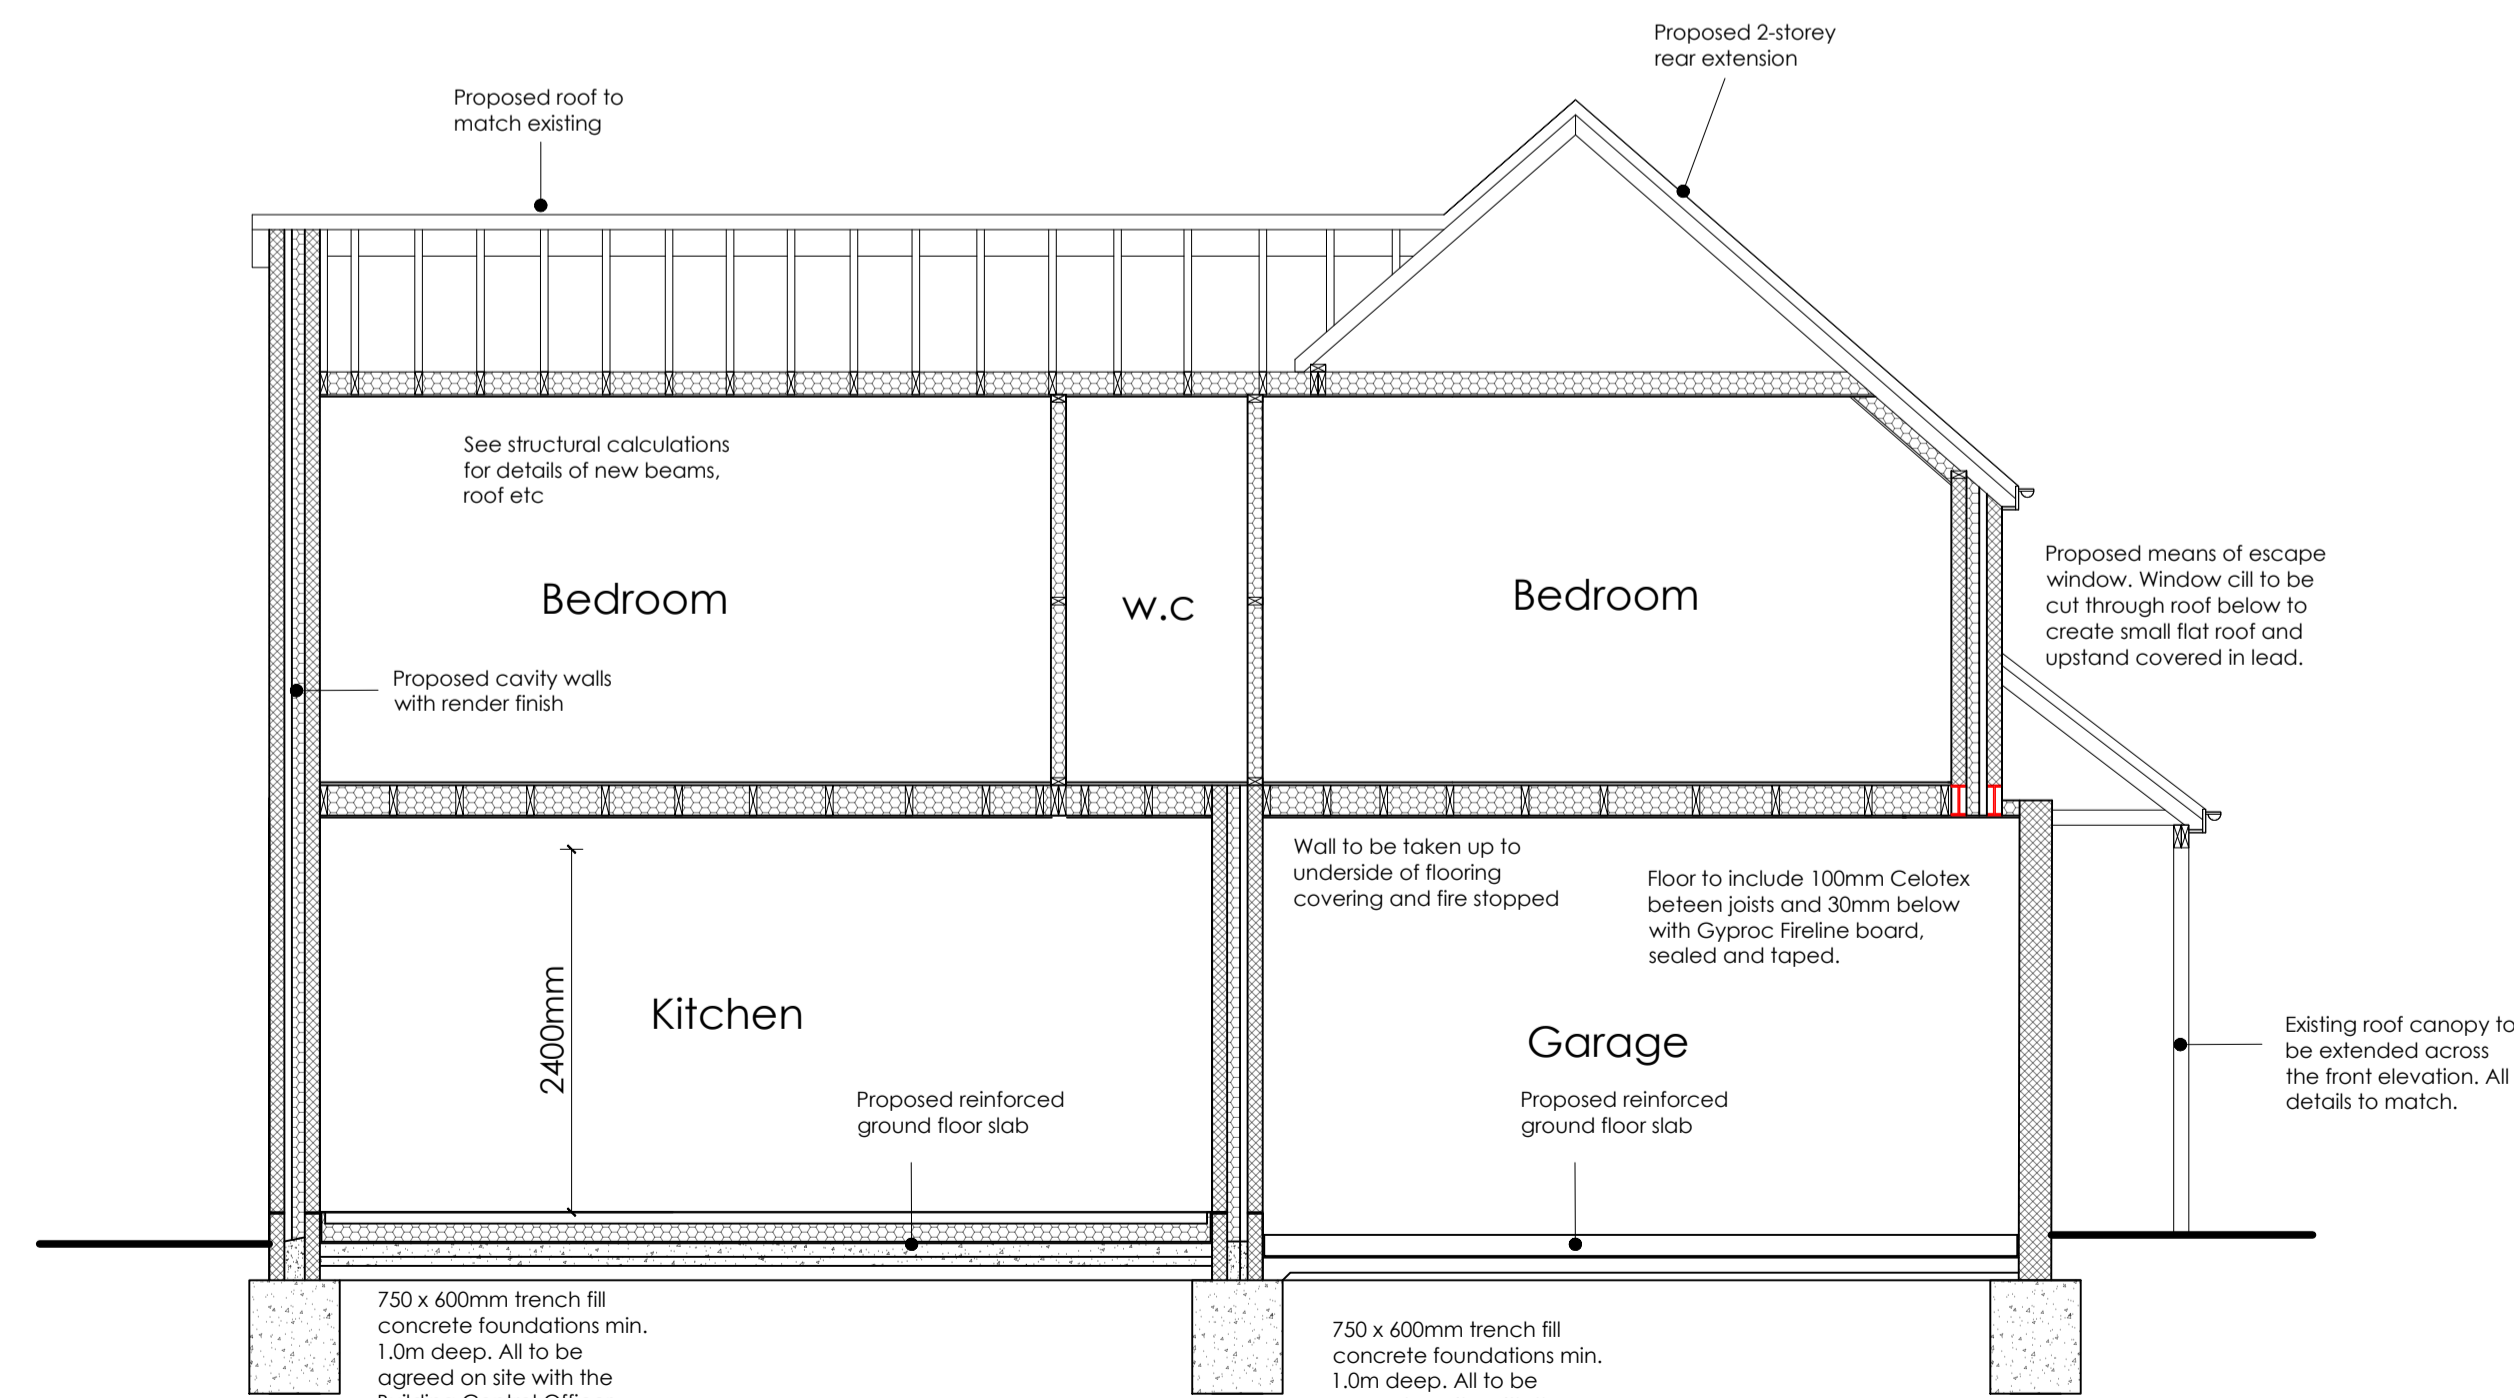 Proposed 2-storey
rear extension
Proposed roof to
match existing
See structural calculations
for details of new beams,
roof etc
Bedroom
w.c
Bedroom
Proposed means of escape
window. Window cill to be
cut through roof below to
create small flat roof and
upstand covered in lead.
Proposed cavity walls
with render finish
Wall to be taken up to
underside of flooring
covering and fire stopped
Floor to include 100mm Celotex
beteen joists and 30mm below
with Gyproc Fireline board,
sealed and taped.
2400mm
Kitchen
Garage
Existing roof canopy to
be extended across
the front elevation. All
details to match.
Proposed reinforced
ground floor slab
Proposed reinforced
ground floor slab
750 x 600mm trench fill
concrete foundations min.
1.0m deep. All to be
agreed on site with the
750 x 600mm trench fill
concrete foundations min.
1.0m deep. All to be